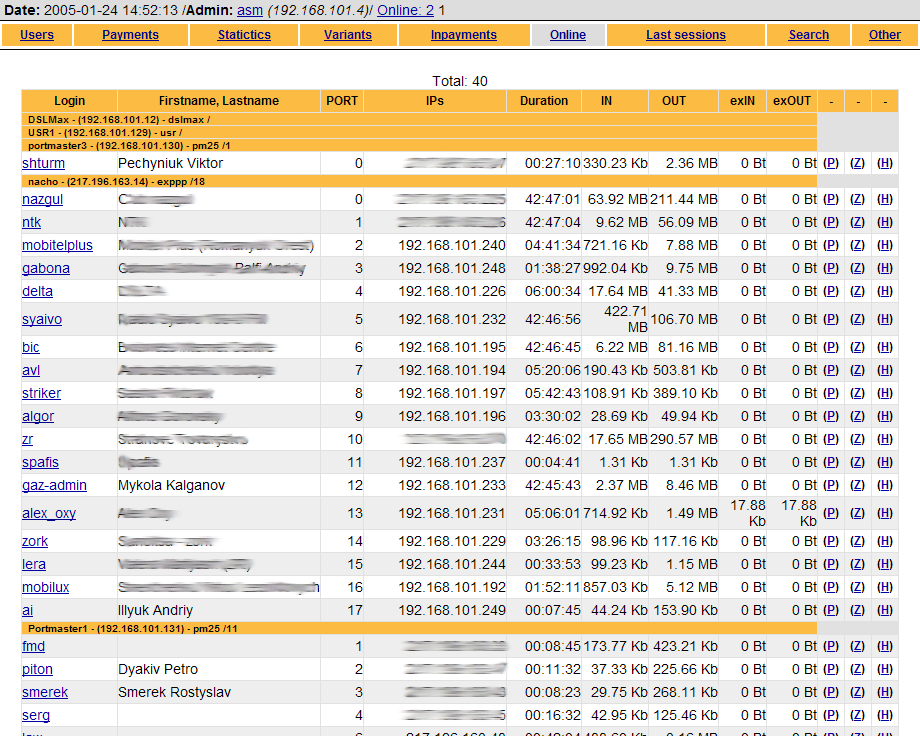 Date: 2005-01-24 14:52:13 /Admin: asm (192.168.101.4)/ Online: 2 1
Users Payments Statictics Variants Inpayments Online Last sessions Search Other
Total: 40
Login Firstname, Lastname PORT IPs Duration IN OUT exIN exOUT - - -
DSLMax - (192.168.101.12) - dslmax /
USR1 - (192.168.101.129) - usr /
portmaster3 - (192.168.101.130) - pm25 /1
shturm Pechyniuk Viktor 0 00:27:10 330.23 Kb 2.36 MB 0 Bt 0 Bt (P) (Z) (H)
nacho - (217.196.163.14) - exppp /18
nazgul 0 42:47:01 63.92 MB 211.44 MB 0 Bt 0 Bt (P) (Z) (H)
ntk 1 42:47:04 9.62 MB 56.09 MB 0 Bt 0 Bt (P) (Z) (H)
mobitelplus 2 192.168.101.240 04:41:34 721.16 Kb 7.88 MB 0 Bt 0 Bt (P) (Z) (H)
gabona 3 192.168.101.248 01:38:27 992.04 Kb 9.75 MB 0 Bt 0 Bt (P) (Z) (H)
delta 4 192.168.101.226 06:00:34 17.64 MB 41.33 MB 0 Bt 0 Bt (P) (Z) (H)
syaivo 5 192.168.101.232 42:46:56 422.71 MB 106.70 MB 0 Bt 0 Bt (P) (Z) (H)
bic 6 192.168.101.195 42:46:45 6.22 MB 81.16 MB 0 Bt 0 Bt (P) (Z) (H)
avl 7 192.168.101.194 05:20:06 190.43 Kb 503.81 Kb 0 Bt 0 Bt (P) (Z) (H)
striker 8 192.168.101.197 05:42:43 108.91 Kb 389.10 Kb 0 Bt 0 Bt (P) (Z) (H)
algor 9 192.168.101.196 03:30:02 28.69 Kb 49.94 Kb 0 Bt 0 Bt (P) (Z) (H)
zr 10 42:46:02 17.65 MB 290.57 MB 0 Bt 0 Bt (P) (Z) (H)
spafis 11 192.168.101.237 00:04:41 1.31 Kb 1.31 Kb 0 Bt 0 Bt (P) (Z) (H)
gaz-admin Mykola Kalganov 12 192.168.101.233 42:45:43 2.37 MB 8.46 MB 0 Bt 0 Bt (P) (Z) (H)
alex_oxy 13 192.168.101.231 05:06:01 714.92 Kb 1.49 MB 17.88 Kb 17.88 Kb (P) (Z) (H)
zork 14 192.168.101.229 03:26:15 98.96 Kb 117.16 Kb 0 Bt 0 Bt (P) (Z) (H)
lera 15 192.168.101.244 00:33:53 99.23 Kb 1.15 MB 0 Bt 0 Bt (P) (Z) (H)
mobilux 16 192.168.101.192 01:52:11 857.03 Kb 5.12 MB 0 Bt 0 Bt (P) (Z) (H)
ai Illyuk Andriy 17 192.168.101.249 00:07:45 44.24 Kb 153.90 Kb 0 Bt 0 Bt (P) (Z) (H)
Portmaster1 - (192.168.101.131) - pm25 /11
fmd 1 00:08:45 173.77 Kb 423.21 Kb 0 Bt 0 Bt (P) (Z) (H)
piton Dyakiv Petro 2 00:11:32 37.33 Kb 225.66 Kb 0 Bt 0 Bt (P) (Z) (H)
smerek Smerek Rostyslav 3 00:08:23 29.75 Kb 268.11 Kb 0 Bt 0 Bt (P) (Z) (H)
serg 4 00:16:32 42.95 Kb 125.46 Kb 0 Bt 0 Bt (P) (Z) (H)